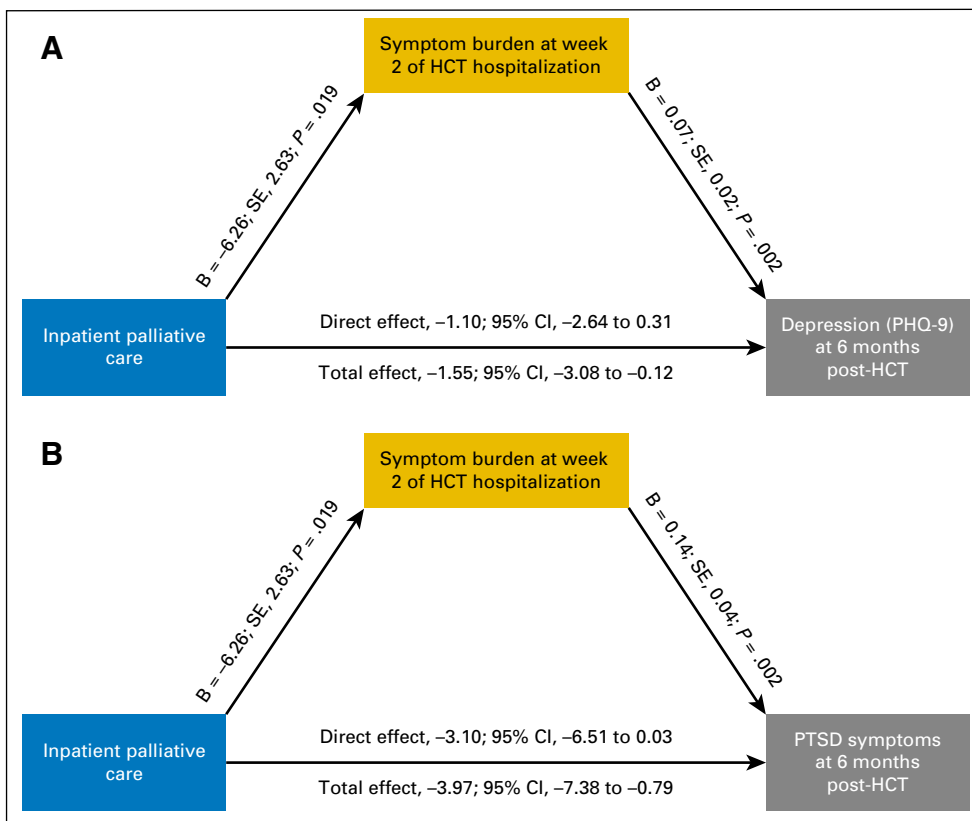 A
Symptom burden at week
2 of HCT hospitalization
B = –6.26; SE, 2.63; P = .019
B = 0.07; SE, 0.02; P = .002
Inpatient palliative
care
Direct effect, –1.10; 95% CI, –2.64 to 0.31
Total effect, –1.55; 95% CI, –3.08 to –0.12
Depression (PHQ-9)
at 6 months
post-HCT
B
Symptom burden at week
2 of HCT hospitalization
B = –6.26; SE, 2.63; P = .019
B = 0.14; SE, 0.04; P = .002
Inpatient palliative
care
Direct effect, –3.10; 95% CI, –6.51 to 0.03
Total effect, –3.97; 95% CI, –7.38 to –0.79
PTSD symptoms
at 6 months
post-HCT